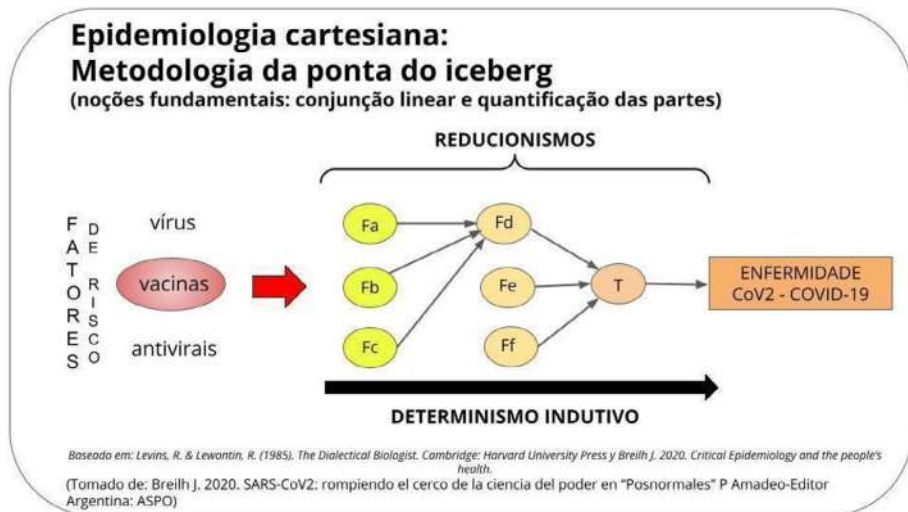 Epidemiologia cartesiana:
Metodologia da ponta do iceberg
(noções fundamentais: conjunção linear e quantificação das partes)
REDUCIONISMOS
FATORES
DE RISCO
vírus
vacinas
antivirais
Fa
Fb
Fc
Fd
Fe
Ff
T
ENFERMIDADE
CoV2 - COVID-19
DETERMINISMO INDUTIVO
Baseado em: Levins, R. & Lewontin, R. (1985). The Dialectical Biologist. Cambridge: Harvard University Press y Breilh J. 2020. Critical Epidemiology and the people's
health.
(Tomado de: Breilh J. 2020. SARS-CoV2: rompiendo el cerco de la ciencia del poder en "Posnormales" P Amadeo-Editor
Argentina: ASPO)